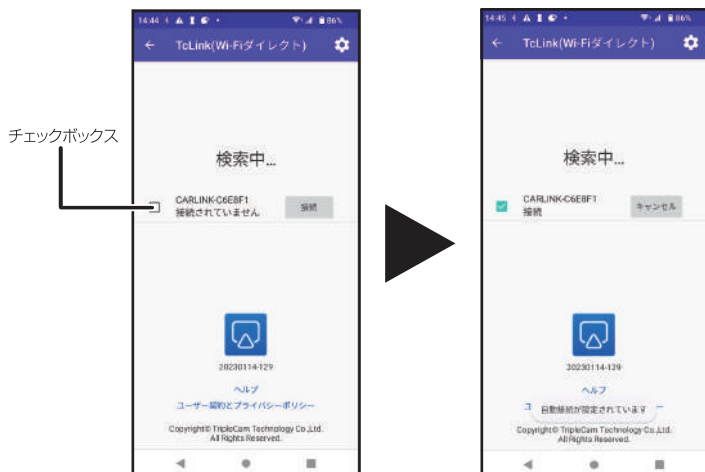 チェックボックス
14:44
86%
TcLink(Wi-Fiダイレクト)
検索中...
CARLINK-C6E8F1
接続されていません
接続
20230114-129
ヘルプ
ユーザー契約とプライバシーポリシー
Copyright© TripleCam Technology Co.,Ltd.
All Rights Reserved.
14:45
86%
TcLink(Wi-Fiダイレクト)
検索中...
CARLINK-C6E8F1
接続
キャンセル
20230114-129
ヘルプ
自動接続が設定されています
Copyright© TripleCam Technology Co.,Ltd.
All Rights Reserved.